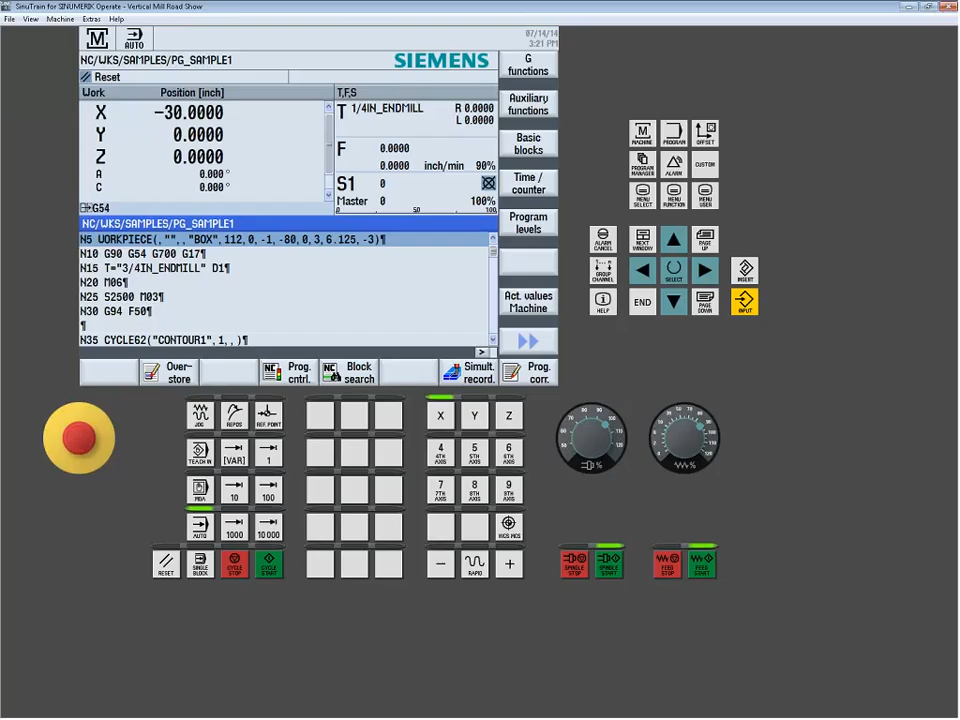 SinuTrain for SINUMERIK Operate - Vertical Mill Road Show
File View Machine Extras Help
M
AUTO
07/14/14
3:21 PM
NC/WKS/SAMPLES/PG_SAMPLE1
SIEMENS
Reset
Work Position [inch]
X -30.0000
Y 0.0000
Z 0.0000
A 0.000 °
C 0.000 °
G54
T,F,S
T 1/4IN_ENDMILL R 0.0000
L 0.0000
F 0.0000
0.0000 inch/min 90%
S1 0
Master 0 100%
0 50 100
NC/WKS/SAMPLES/PG_SAMPLE1
N5 WORKPIECE(,"",,"BOX",112,0,-1,-80,0,3,6.125,-3)¶
N10 G90 G54 G700 G17¶
N15 T="3/4IN_ENDMILL" D1¶
N20 M06¶
N25 S2500 M03¶
N30 G94 F50¶
¶
N35 CYCLE62("CONTOUR1",1,,)¶
G functions
Auxiliary functions
Basic blocks
Time / counter
Program levels
Act. values Machine
Over-store
NC Prog. cntrl.
NC Block search
Simult. record.
Prog. corr.
M MACHINE
PROGRAM
OFFSET
PROGRAM MANAGER
ALARM
CUSTOM
MENU SELECT
MENU FUNCTION
MENU USER
ALARM CANCEL
NEXT WINDOW
PAGE UP
1...n GROUP CHANNEL
SELECT
INSERT
HELP
END
PAGE DOWN
INPUT
JOG
REPOS
REF.POINT
TEACH IN
[VAR]
1
MDA
10
100
AUTO
1000
10 000
RESET
SINGLE BLOCK
CYCLE STOP
CYCLE START
X
Y
Z
4 4TH AXIS
5 5TH AXIS
6 6TH AXIS
7 7TH AXIS
8 8TH AXIS
9 9TH AXIS
WCS MCS
−
RAPID
+
SPINDLE STOP
SPINDLE START
FEED STOP
FEED START